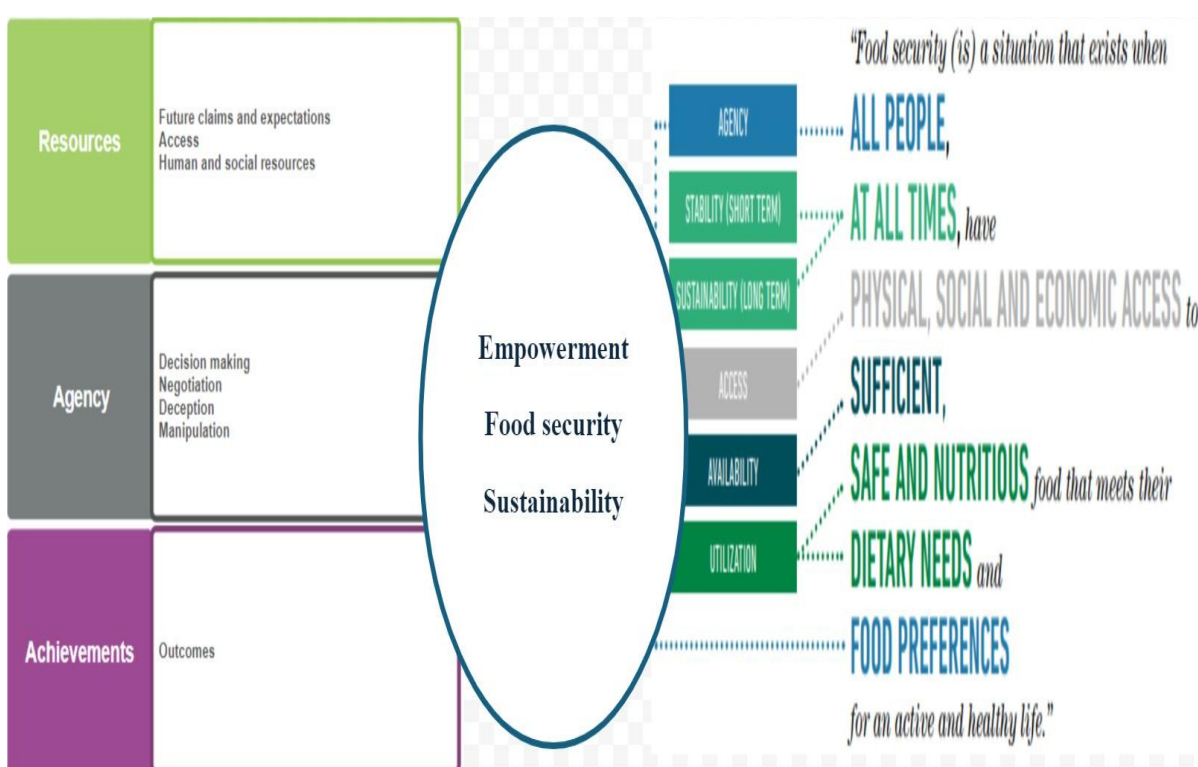 Resources
Future claims and expectations
Access
Human and social resources
Agency
Decision making
Negotiation
Deception
Manipulation
Achievements
Outcomes
Empowerment
Food security
Sustainability
AGENCY
STABILITY (SHORT TERM)
SUSTAINABILITY (LONG TERM)
ACCESS
AVAILABILITY
UTILIZATION
“Food security (is) a situation that exists when
ALL PEOPLE,
AT ALL TIMES, have
PHYSICAL, SOCIAL AND ECONOMIC ACCESS to
SUFFICIENT,
SAFE AND NUTRITIOUS food that meets their
DIETARY NEEDS and
FOOD PREFERENCES
for an active and healthy life.”